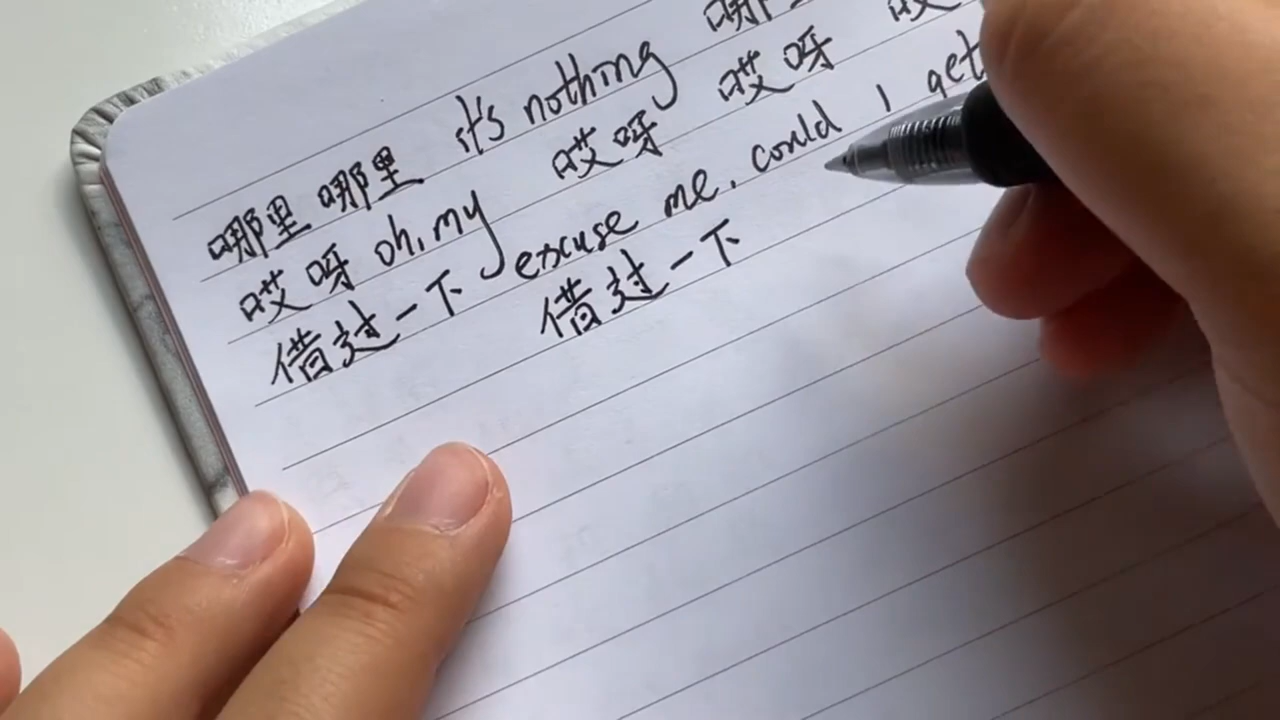 哪里哪里 it's nothing 哪
哎呀 oh, my 哎呀 哎呀 哎
借过一下 excuse me, could I get
借过一下